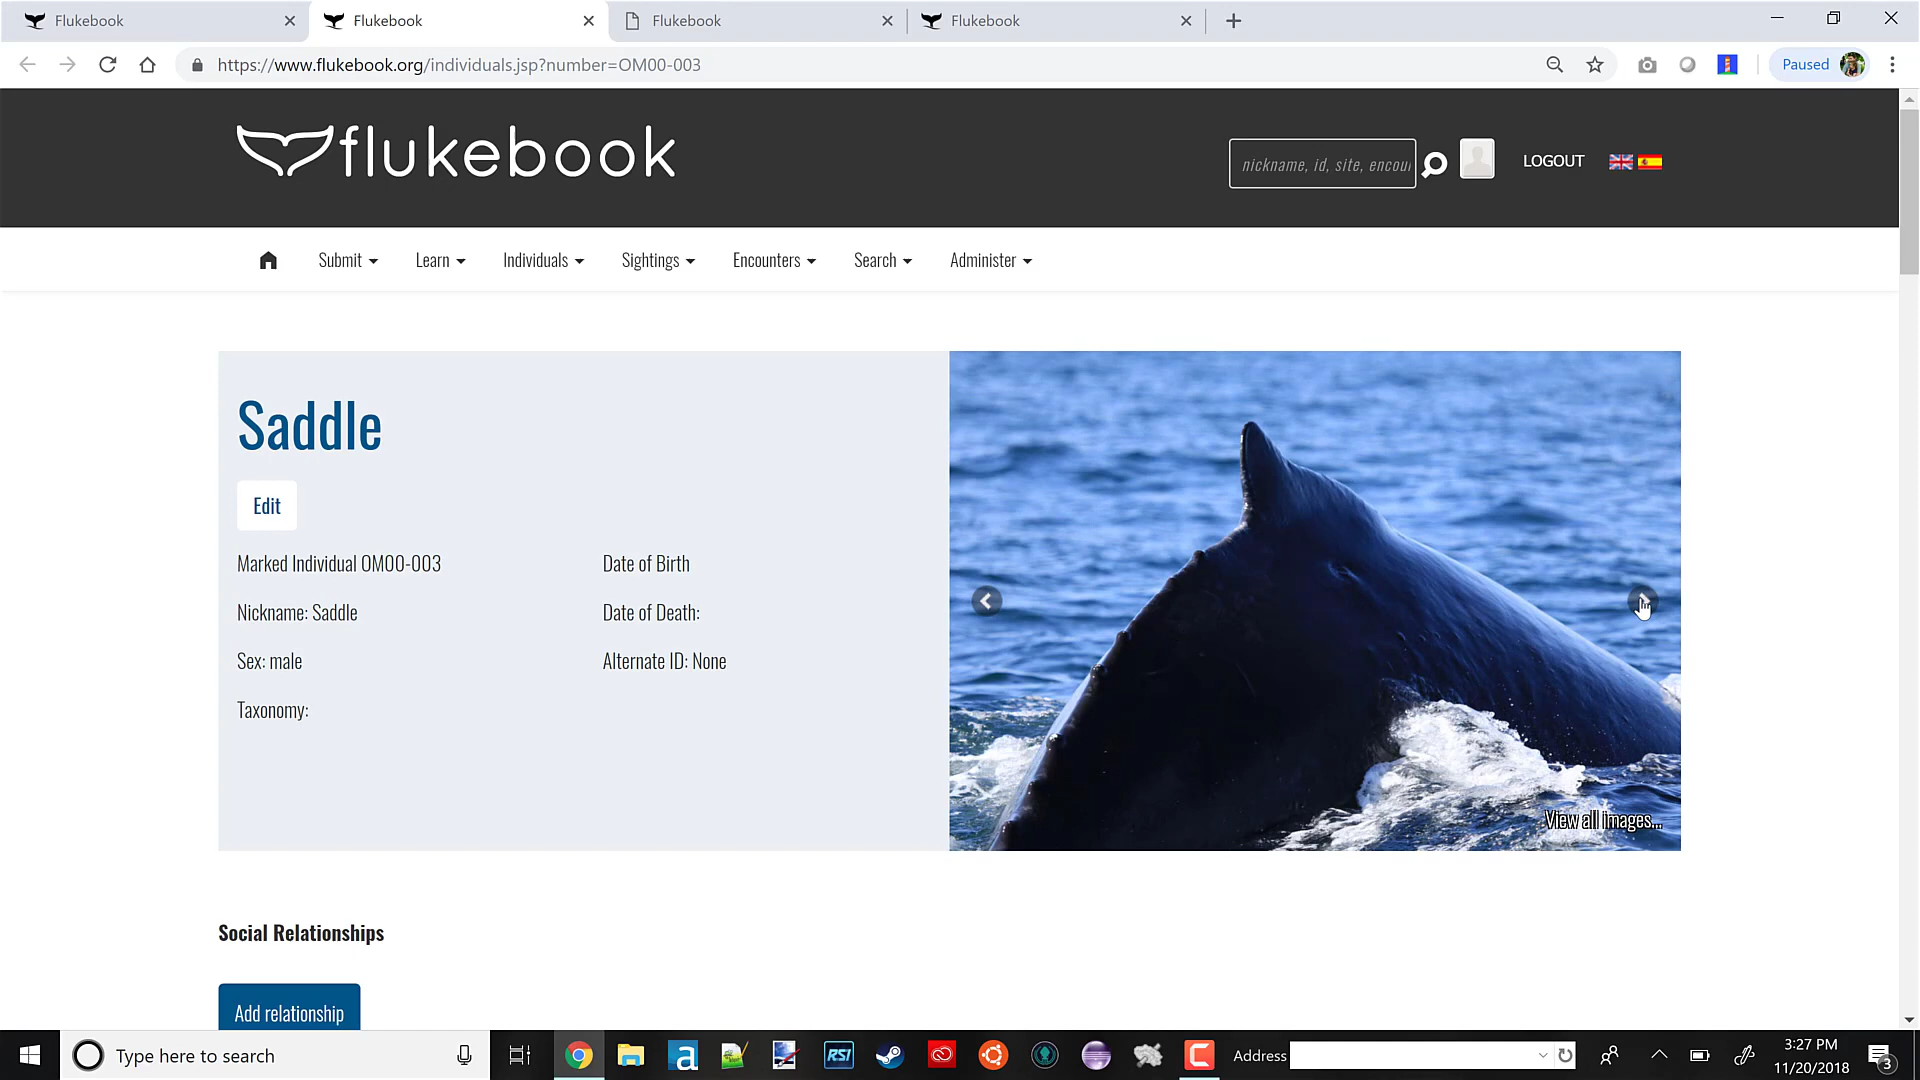 Flukebook
Flukebook
Flukebook
Flukebook
https://www.flukebook.org/individuals.jsp?number=OM00-003
Paused
flukebook
nickname, id, site, encou
LOGOUT
Submit
Learn
Individuals
Sightings
Encounters
Search
Administer
Saddle
Edit
Marked Individual OM00-003
Date of Birth
Nickname: Saddle
Date of Death:
Sex: male
Alternate ID: None
Taxonomy:
View all images...
Social Relationships
Add relationship
Type here to search
a
RSI
Address
3:27 PM
11/20/2018
3